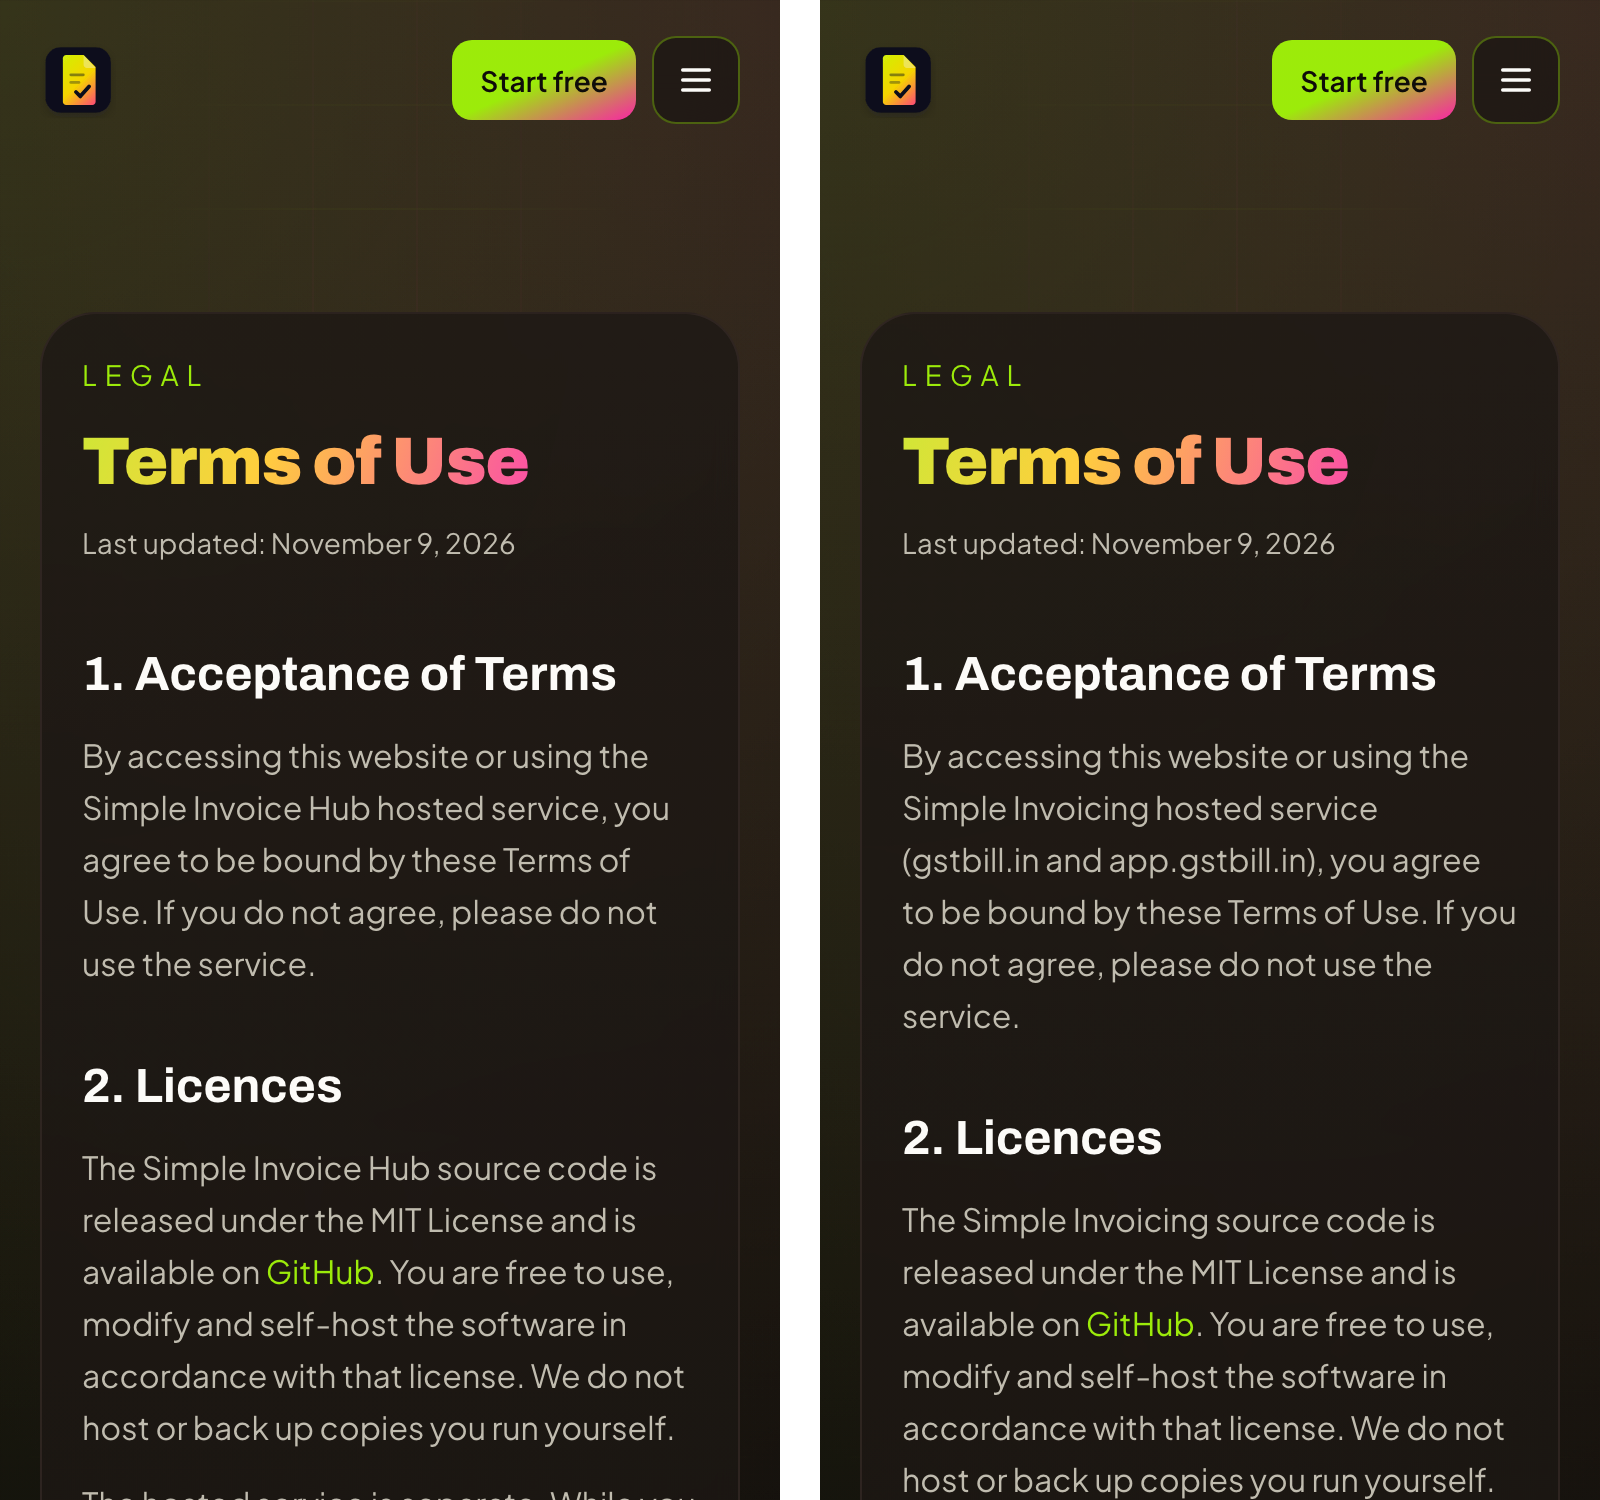 Start free
LEGAL
Terms of Use
Last updated: November 9, 2026
1. Acceptance of Terms
By accessing this website or using the
Simple Invoice Hub hosted service, you
agree to be bound by these Terms of
Use. If you do not agree, please do not
use the service.
2. Licences
The Simple Invoice Hub source code is
released under the MIT License and is
available on GitHub. You are free to use,
modify and self-host the software in
accordance with that license. We do not
host or back up copies you run yourself.
The hosted service is separate. While you
Start free
LEGAL
Terms of Use
Last updated: November 9, 2026
1. Acceptance of Terms
By accessing this website or using the
Simple Invoicing hosted service
(gstbill.in and app.gstbill.in), you agree
to be bound by these Terms of Use. If you
do not agree, please do not use the
service.
2. Licences
The Simple Invoicing source code is
released under the MIT License and is
available on GitHub. You are free to use,
modify and self-host the software in
accordance with that license. We do not
host or back up copies you run yourself.